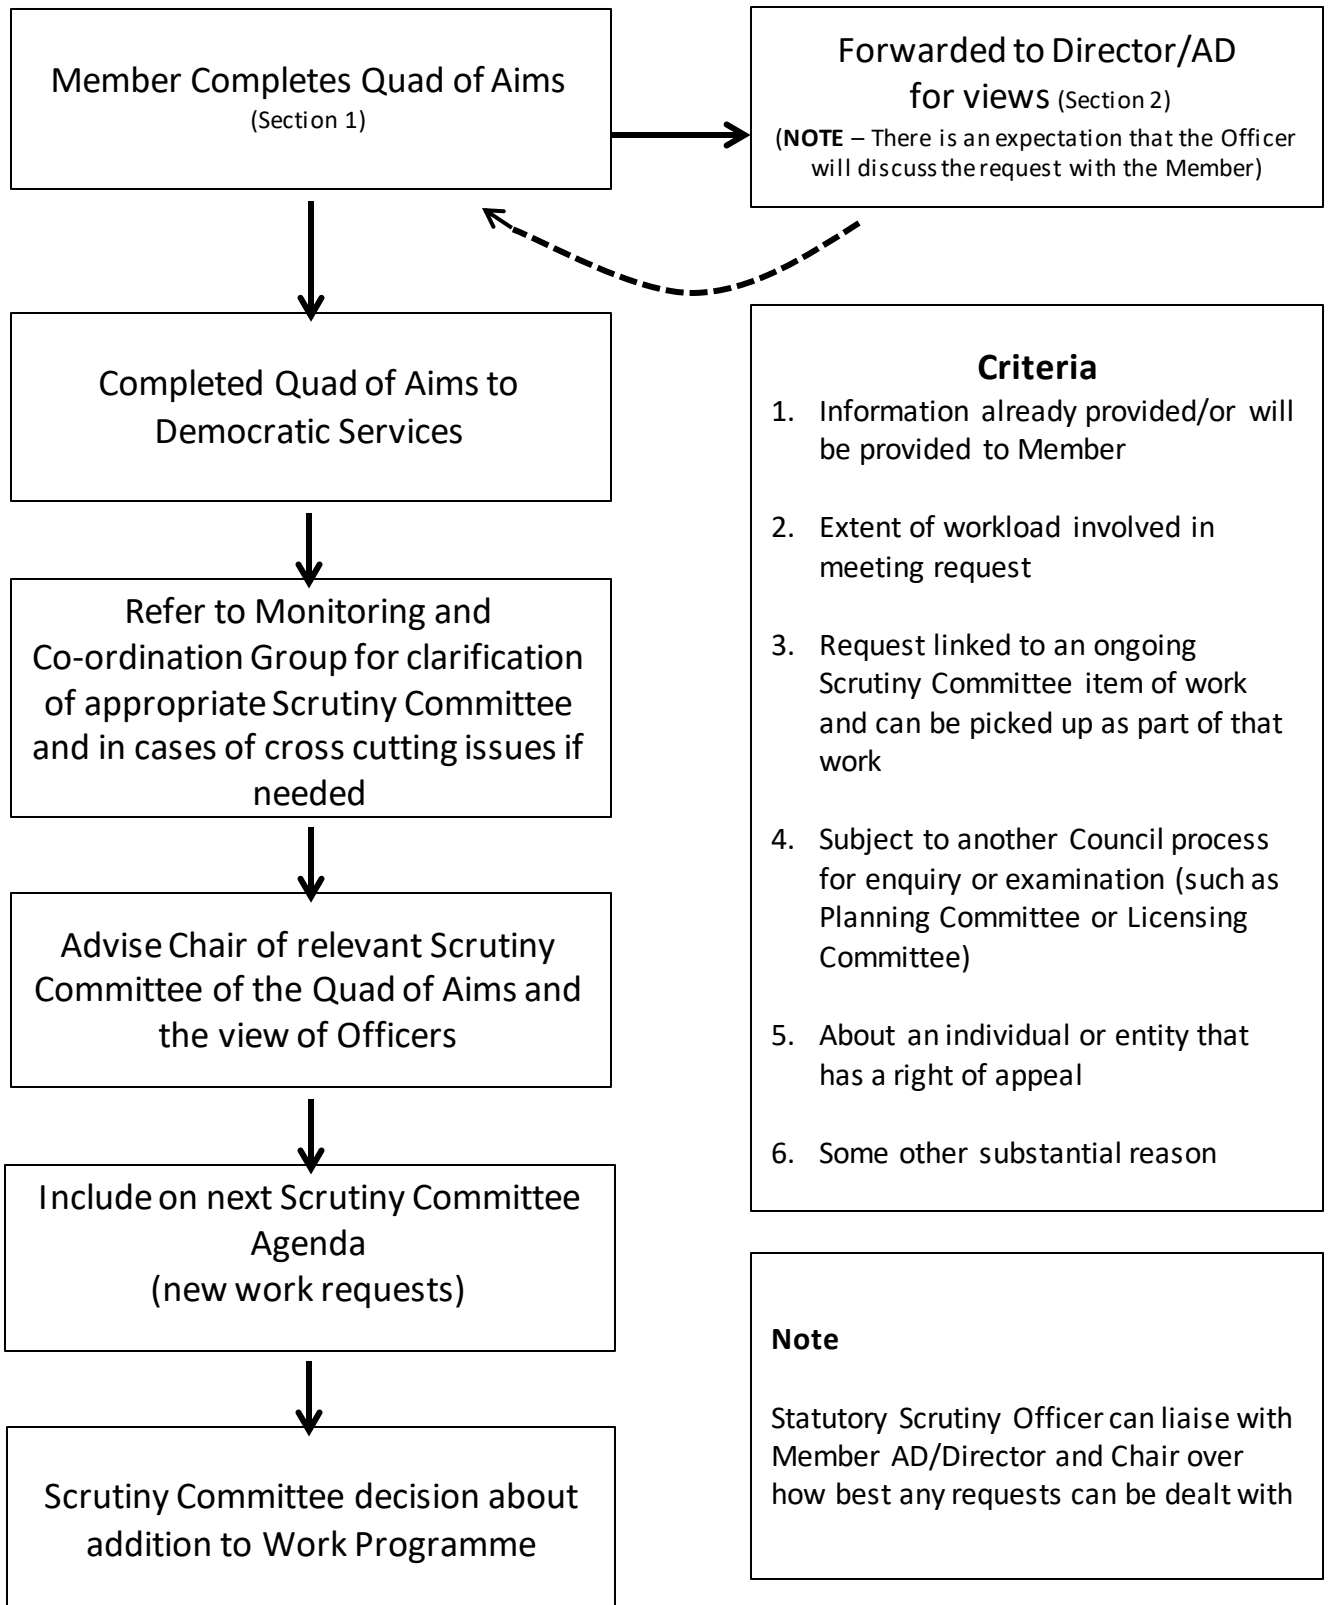 Member Completes Quad of Aims
(Section 1)
Forwarded to Director/AD
for views (Section 2)
(NOTE – There is an expectation that the Officer
will discuss the request with the Member)
Completed Quad of Aims to
Democratic Services
Refer to Monitoring and
Co-ordination Group for clarification
of appropriate Scrutiny Committee
and in cases of cross cutting issues if
needed
Advise Chair of relevant Scrutiny
Committee of the Quad of Aims and
the view of Officers
Include on next Scrutiny Committee
Agenda
(new work requests)
Scrutiny Committee decision about
addition to Work Programme
Criteria
1. Information already provided/or will
be provided to Member
2. Extent of workload involved in
meeting request
3. Request linked to an ongoing
Scrutiny Committee item of work
and can be picked up as part of that
work
4. Subject to another Council process
for enquiry or examination (such as
Planning Committee or Licensing
Committee)
5. About an individual or entity that
has a right of appeal
6. Some other substantial reason
Note
Statutory Scrutiny Officer can liaise with
Member AD/Director and Chair over
how best any requests can be dealt with